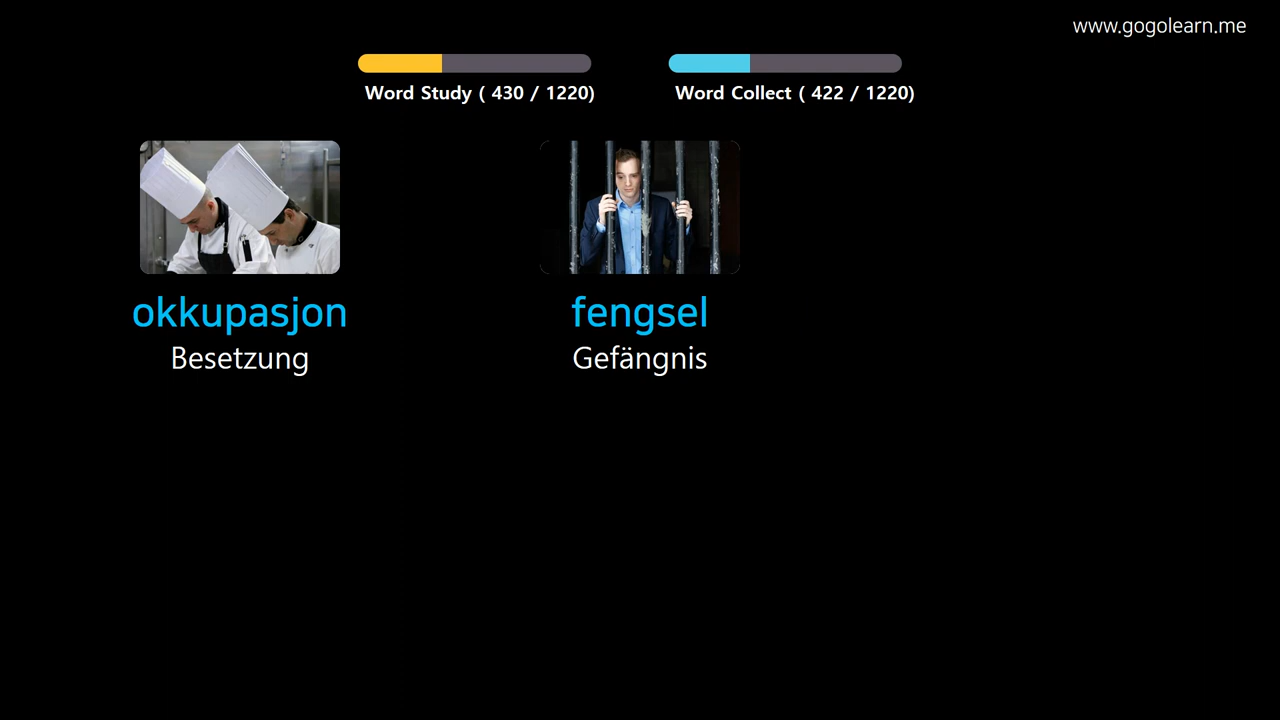 www.gogolearn.me
Word Study ( 430 / 1220)
Word Collect ( 422 / 1220)
okkupasjon
Besetzung
fengsel
Gefängnis